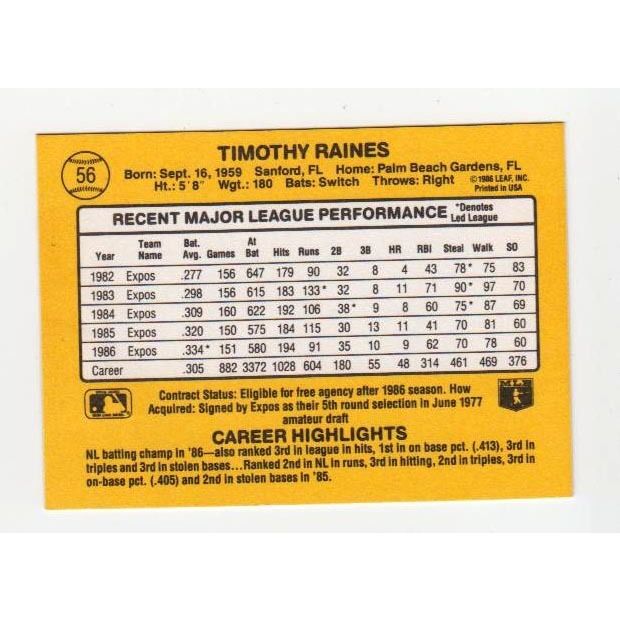 56
TIMOTHY RAINES
Born: Sept. 16, 1959 Sanford, FL Home: Palm Beach Gardens, FL
Ht.: 5'8" Wgt.: 180 Bats: Switch Throws: Right
©1986 LEAF, INC.
Printed in USA
RECENT MAJOR LEAGUE PERFORMANCE *Denotes Led League
Year Team Name Bat. Avg. Games At Bat Hits Runs 2B 3B HR RBI Steal Walk SO
1982 Expos .277 156 647 179 90 32 8 4 43 78* 75 83
1983 Expos .298 156 615 183 133* 32 8 11 71 90* 97 70
1984 Expos .309 160 622 192 106 38* 9 8 60 75* 87 69
1985 Expos .320 150 575 184 115 30 13 11 41 70 81 60
1986 Expos .334* 151 580 194 91 35 10 9 62 70 78 60
Career .305 882 3372 1028 604 180 55 48 314 461 469 376
Contract Status: Eligible for free agency after 1986 season. How
Acquired: Signed by Expos as their 5th round selection in June 1977
amateur draft
CAREER HIGHLIGHTS
NL batting champ in '86—also ranked 3rd in league in hits, 1st in on base pct. (.413), 3rd in
triples and 3rd in stolen bases...Ranked 2nd in NL in runs, 3rd in hitting, 2nd in triples, 3rd in
on-base pct. (.405) and 2nd in stolen bases in '85.